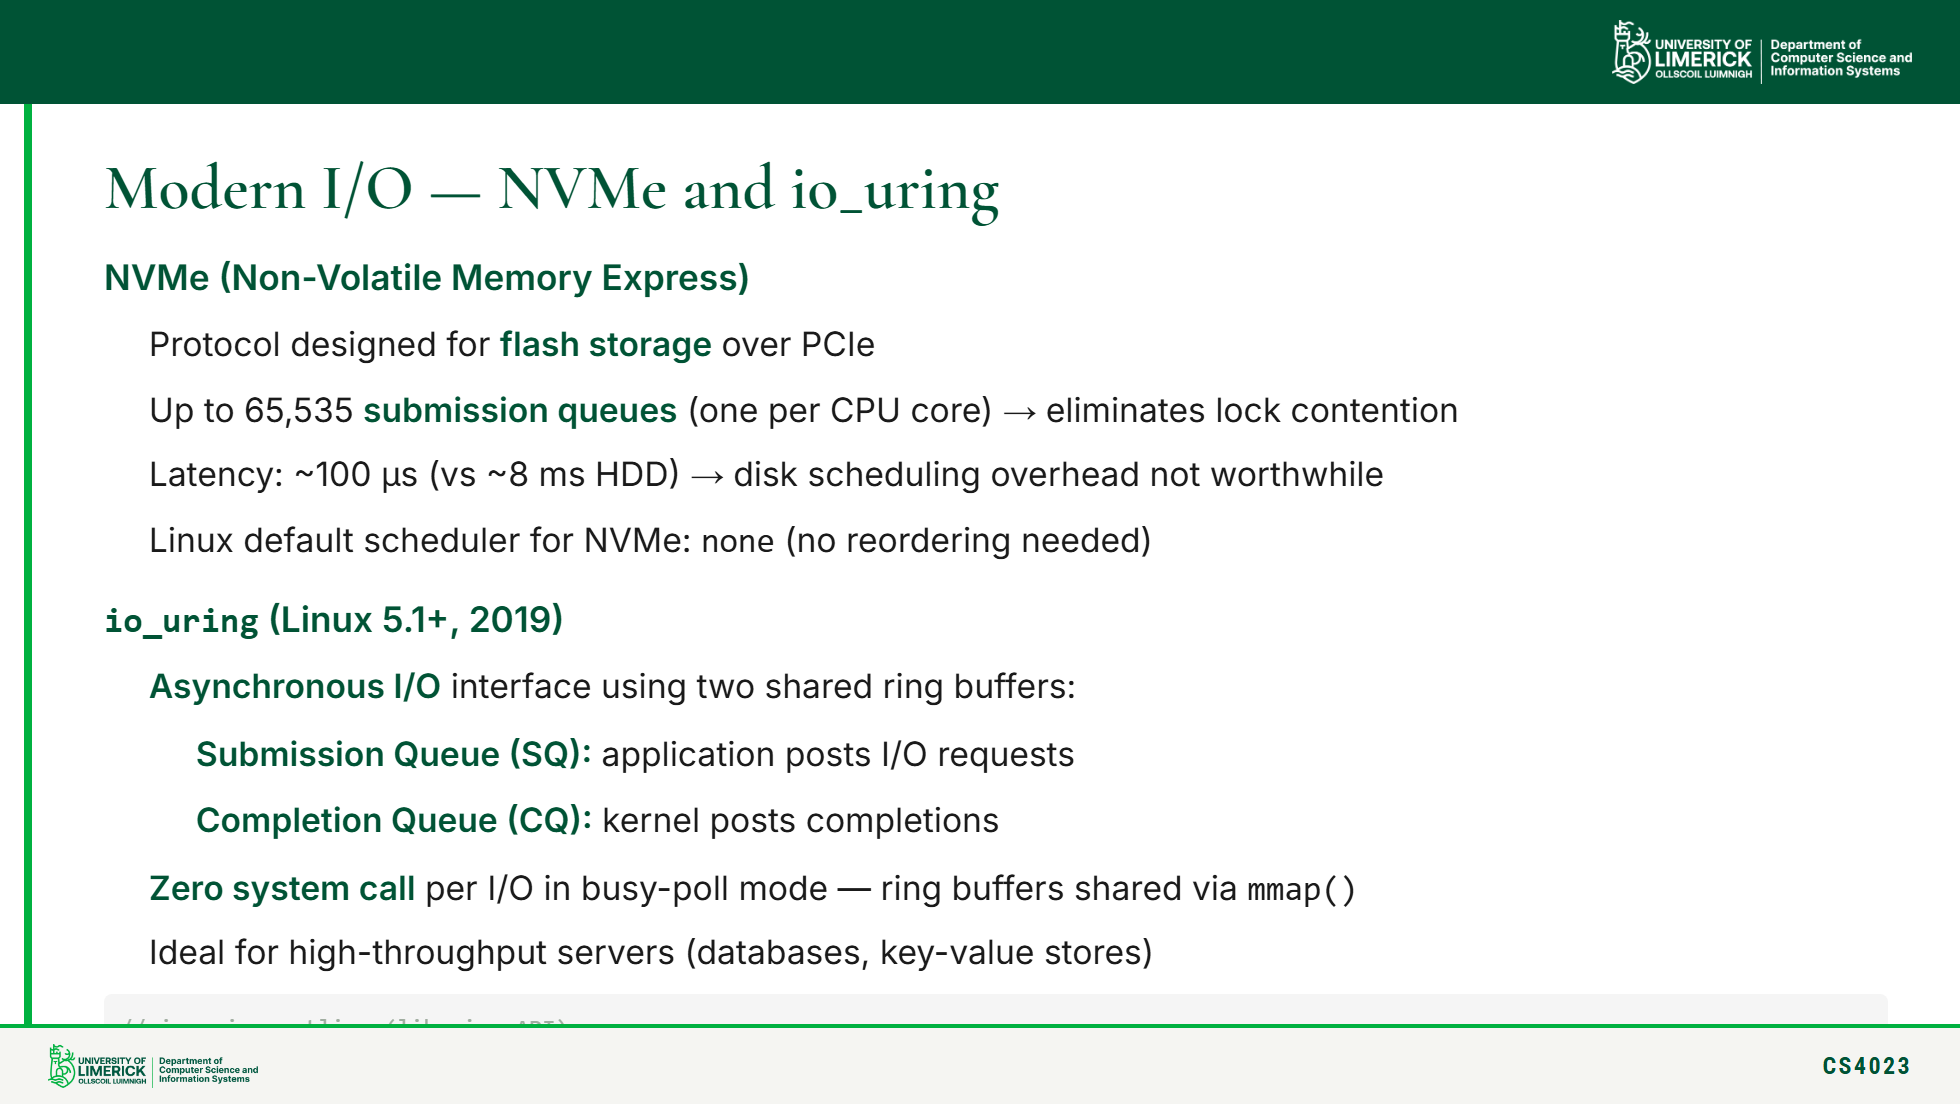 UNIVERSITY OF
LIMERICK
OLLSCOIL LUIMNIGH
Department of
Computer Science and
Information Systems
Modern I/O — NVMe and io_uring
NVMe (Non-Volatile Memory Express)
Protocol designed for flash storage over PCIe
Up to 65,535 submission queues (one per CPU core) → eliminates lock contention
Latency: ~100 µs (vs ~8 ms HDD) → disk scheduling overhead not worthwhile
Linux default scheduler for NVMe: none (no reordering needed)
io_uring (Linux 5.1+, 2019)
Asynchronous I/O interface using two shared ring buffers:
Submission Queue (SQ): application posts I/O requests
Completion Queue (CQ): kernel posts completions
Zero system call per I/O in busy-poll mode — ring buffers shared via mmap()
Ideal for high-throughput servers (databases, key-value stores)
UNIVERSITY OF
LIMERICK
OLLSCOIL LUIMNIGH
Department of
Computer Science and
Information Systems
CS4023